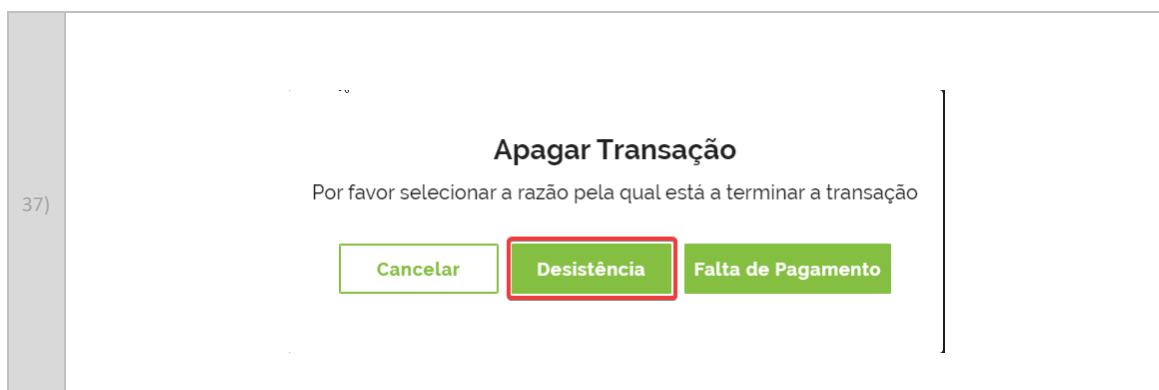 Apagar Transação
Por favor selecionar a razão pela qual está a terminar a transação
37)
Cancelar Desistência Falta de Pagamento